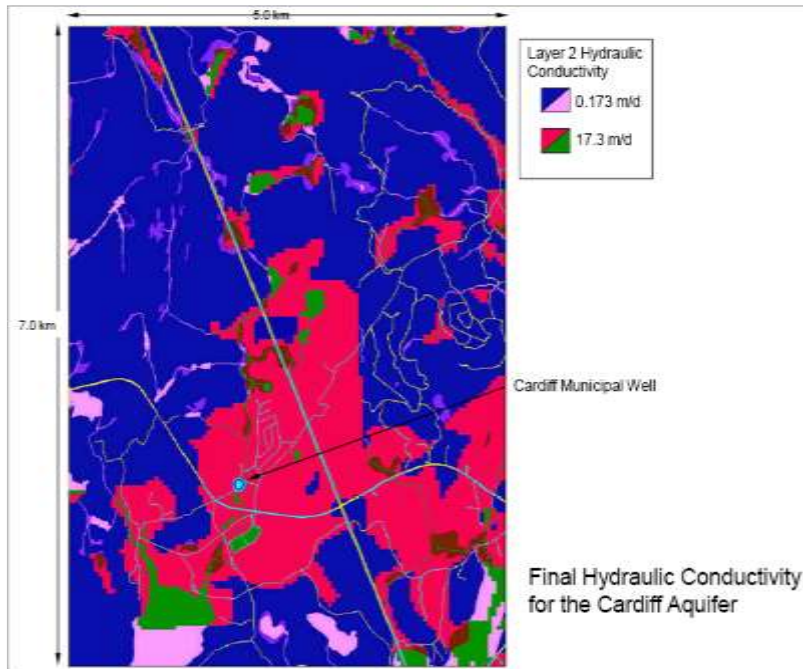 5.0 km
Layer 2 Hydraulic
Conductivity
0.173 m/d
17.3 m/d
7.0 km
Cardiff Municipal Well
Final Hydraulic Conductivity
for the Cardiff Aquifer